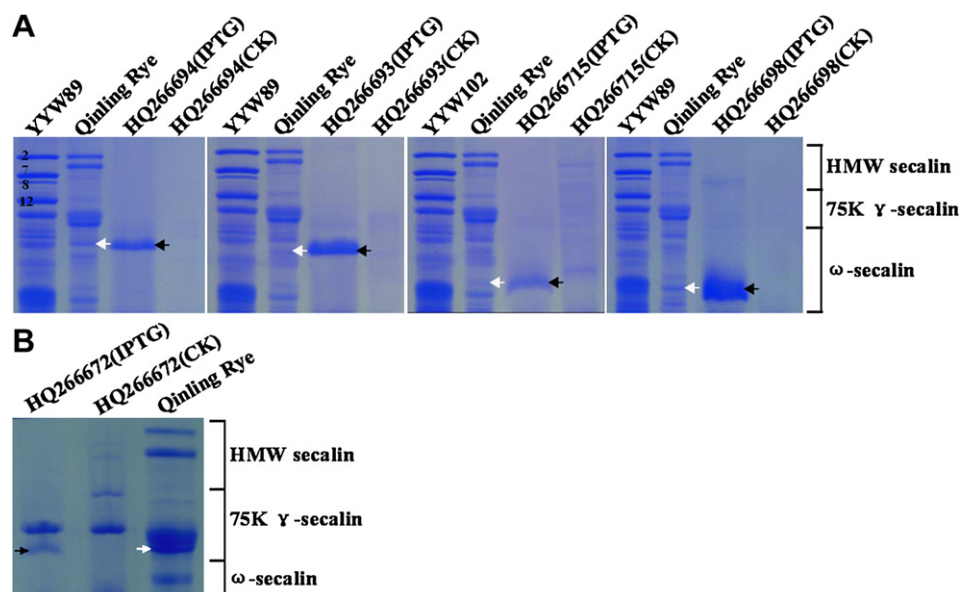 A
YYW89
Qinling Rye
HQ266694(IPTG)
HQ266694(CK)
YYW89
Qinling Rye
HQ266693(IPTG)
HQ266693(CK)
YYW102
Qinling Rye
HQ266715(IPTG)
HQ266715(CK)
YYW89
Qinling Rye
HQ266698(IPTG)
HQ266698(CK)
2
7
8
12
HMW secalin
75K γ-secalin
ω-secalin
B
HQ266672(IPTG)
HQ266672(CK)
Qinling Rye
HMW secalin
75K γ-secalin
ω-secalin